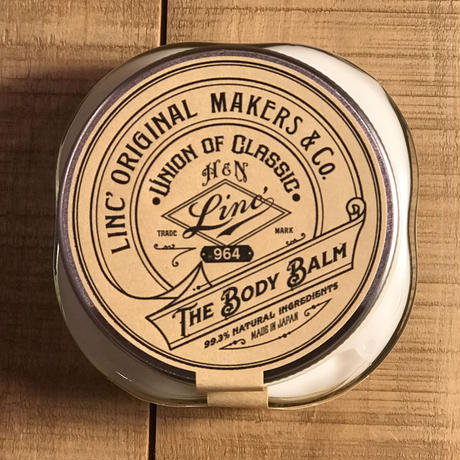 LINC' ORIGINAL MAKERS & CO.
·UNION OF CLASSIC·
H&N
Linc'
TRADE MARK
964
THE BODY BALM
99.3% NATURAL INGREDIENTS
MADE IN JAPAN